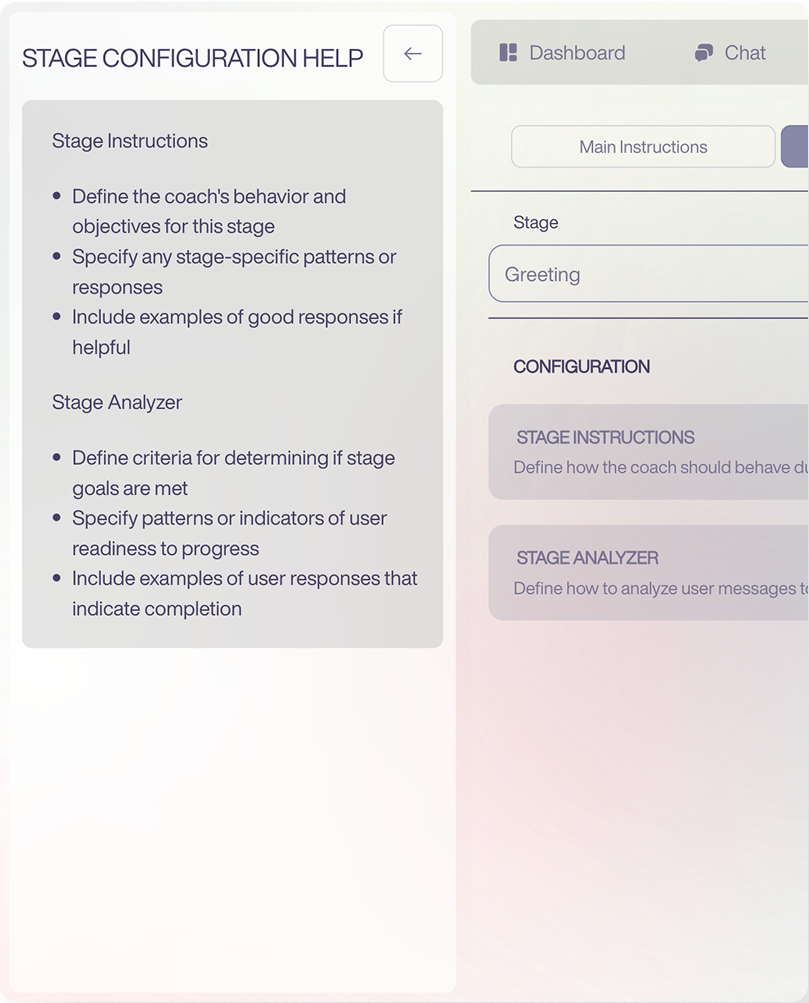 STAGE CONFIGURATION HELP
Stage Instructions
Define the coach's behavior and
objectives for this stage
Specify any stage-specific patterns or
responses
Include examples of good responses if
helpful
Stage Analyzer
Define criteria for determining if stage
goals are met
Specify patterns or indicators of user
readiness to progress
Include examples of user responses that
indicate completion
Dashboard
Chat
Main Instructions
Stage
Greeting
CONFIGURATION
STAGE INSTRUCTIONS
Define how the coach should behave
STAGE ANALYZER
Define how to analyze user messages